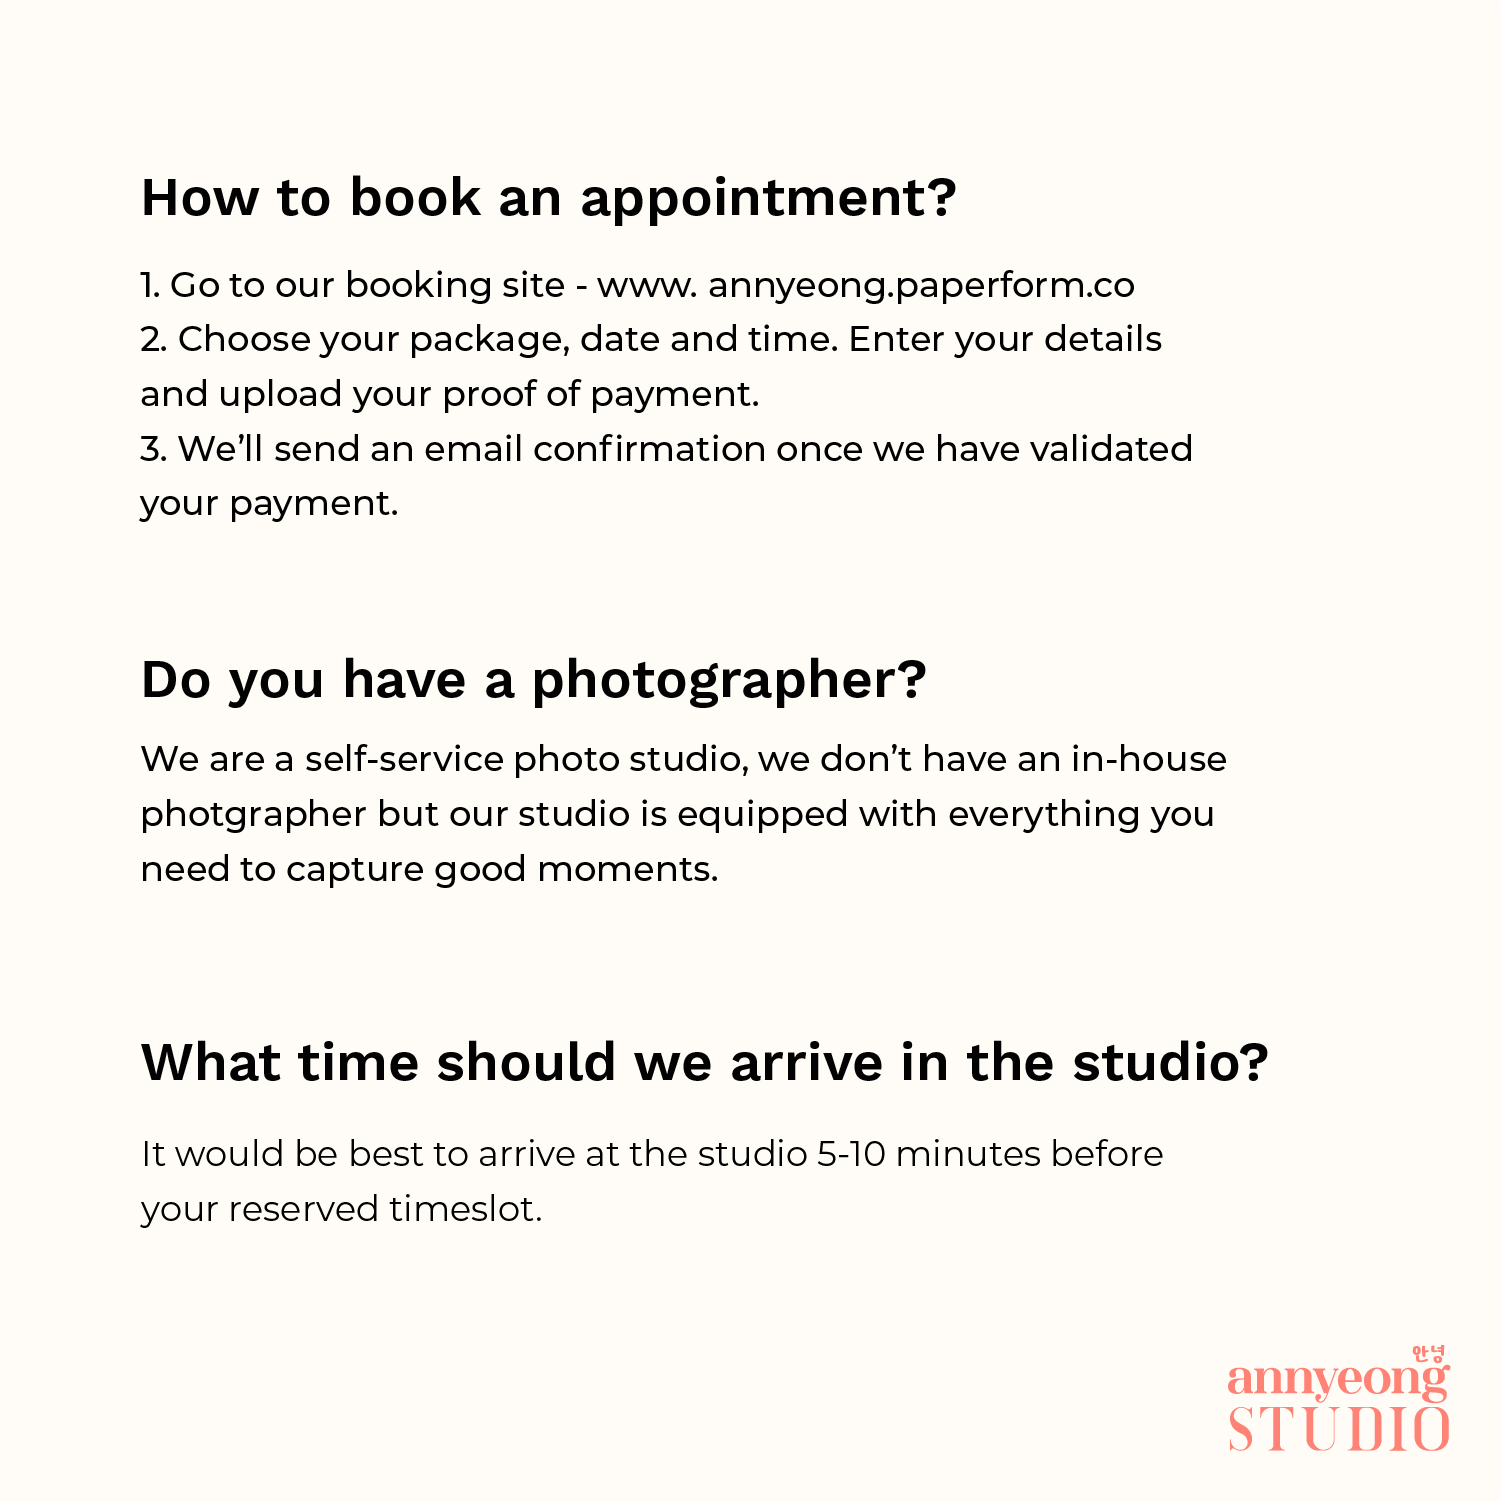 How to book an appointment?
1. Go to our booking site - www. annyeong.paperform.co
2. Choose your package, date and time. Enter your details
and upload your proof of payment.
3. We’ll send an email confirmation once we have validated
your payment.
Do you have a photographer?
We are a self-service photo studio, we don’t have an in-house
photgrapher but our studio is equipped with everything you
need to capture good moments.
What time should we arrive in the studio?
It would be best to arrive at the studio 5-10 minutes before
your reserved timeslot.
안녕
annyeong
STUDIO